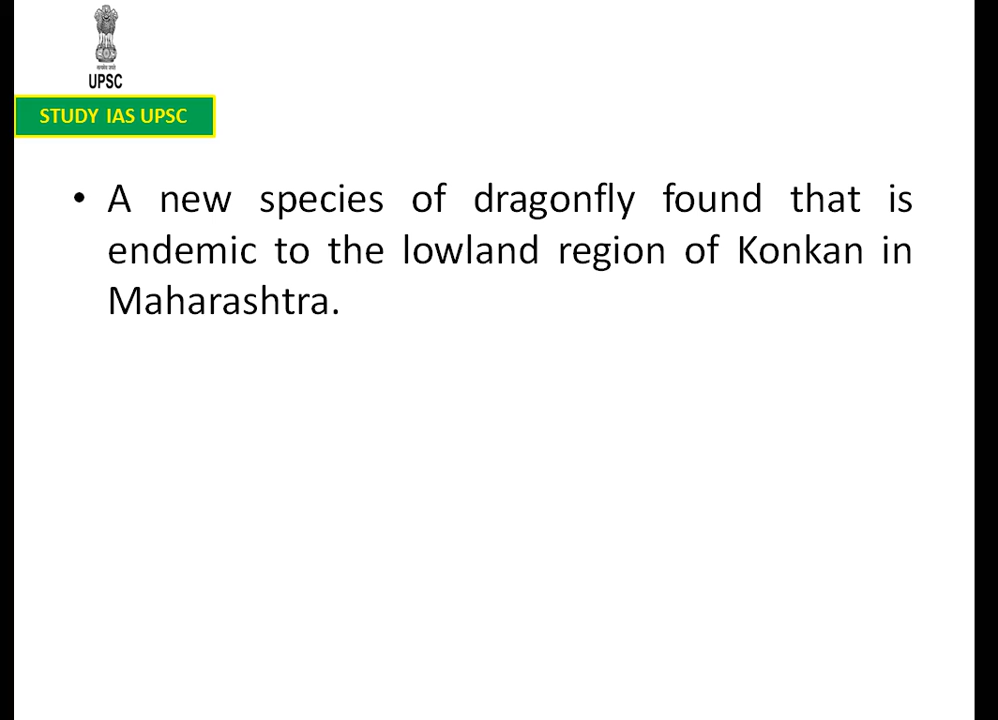 UPSC
STUDY IAS UPSC
• A new species of dragonfly found that is
endemic to the lowland region of Konkan in
Maharashtra.